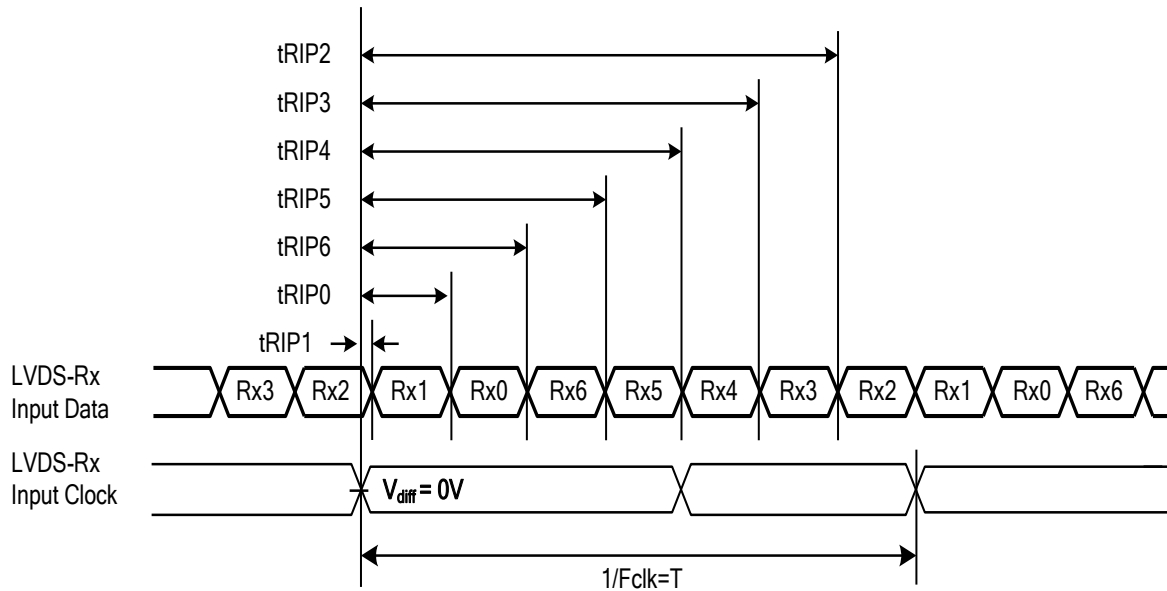 tRIP2
tRIP3
tRIP4
tRIP5
tRIP6
tRIP0
tRIP1
LVDS-Rx
Input Data
Rx3 Rx2 Rx1 Rx0 Rx6 Rx5 Rx4 Rx3 Rx2 Rx1 Rx0 Rx6
LVDS-Rx
Input Clock
Vdiff = 0V
1/Fclk=T